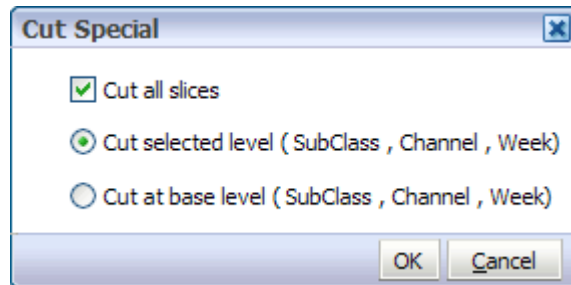 Cut Special
Cut all slices
Cut selected level ( SubClass , Channel , Week)
Cut at base level ( SubClass , Channel , Week)
OK Cancel